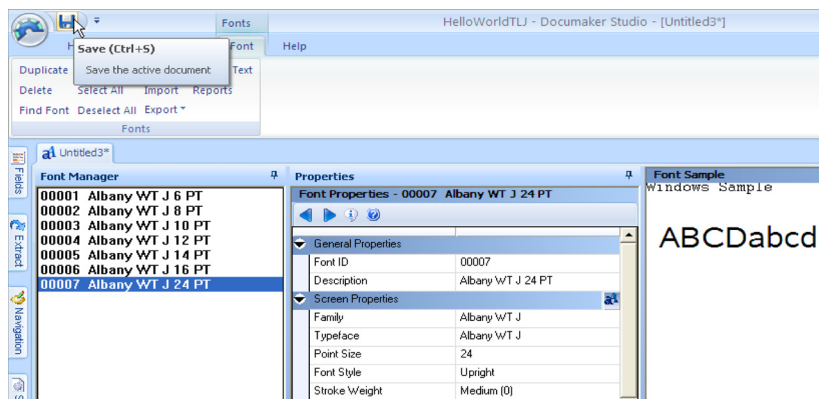 Fonts
HelloWorldTLJ - Documaker Studio - [Untitled3*]
H
Font
Help
Save (Ctrl+S)
Save the active document
Duplicate
Text
Delete
Select All
Import
Reports
Find Font
Deselect All
Export
Fonts
Untitled3*
Fields
Extract
Navigation
Font Manager
00001 Albany WT J 6 PT
00002 Albany WT J 8 PT
00003 Albany WT J 10 PT
00004 Albany WT J 12 PT
00005 Albany WT J 14 PT
00006 Albany WT J 16 PT
00007 Albany WT J 24 PT
Properties
Font Properties - 00007 Albany WT J 24 PT
General Properties
Font ID 00007
Description Albany WT J 24 PT
Screen Properties
Family Albany WT J
Typeface Albany WT J
Point Size 24
Font Style Upright
Stroke Weight Medium (0)
Font Sample
Windows Sample
ABCDabcd